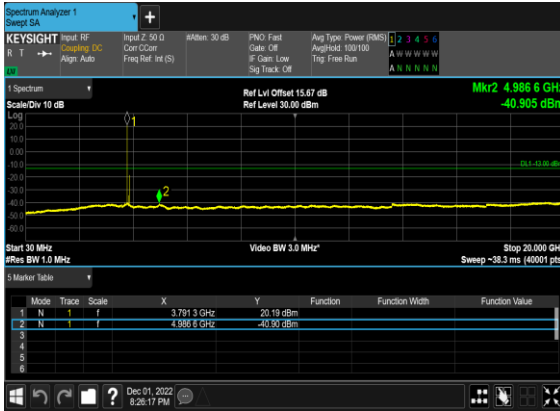 Spectrum Analyzer 1
Swept SA
+
KEYSIGHT Input: RF Input Z: 50 Ω #Atten: 30 dB PNO: Fast Avg Type: Power (RMS) 1 2 3 4 5 6
R T Coupling: DC Corr CCorr Gate: Off Avg|Hold: 100/100 A W W W W W
Align: Auto Freq Ref: Int (S) IF Gain: Low Trig: Free Run
Sig Track: Off A N N N N N
1 Spectrum Ref Lvl Offset 15.67 dB Mkr2 4.986 6 GHz
Scale/Div 10 dB Ref Level 30.00 dBm -40.905 dBm
Log
20.0
10.0
0.00
-10.0
-20.0
-30.0
-40.0
-50.0
-60.0
1
DL1 -13.00 dBm
2
Start 30 MHz Video BW 3.0 MHz* Stop 20.000 GH
#Res BW 1.0 MHz Sweep ~38.3 ms (40001 pts
5 Marker Table
Mode Trace Scale X Y Function Function Width Function Value
1 N 1 f 3.791 3 GHz 20.19 dBm
2 N 1 f 4.986 6 GHz -40.90 dBm
3
4
5
6
? Dec 01, 2022
8:26:17 PM